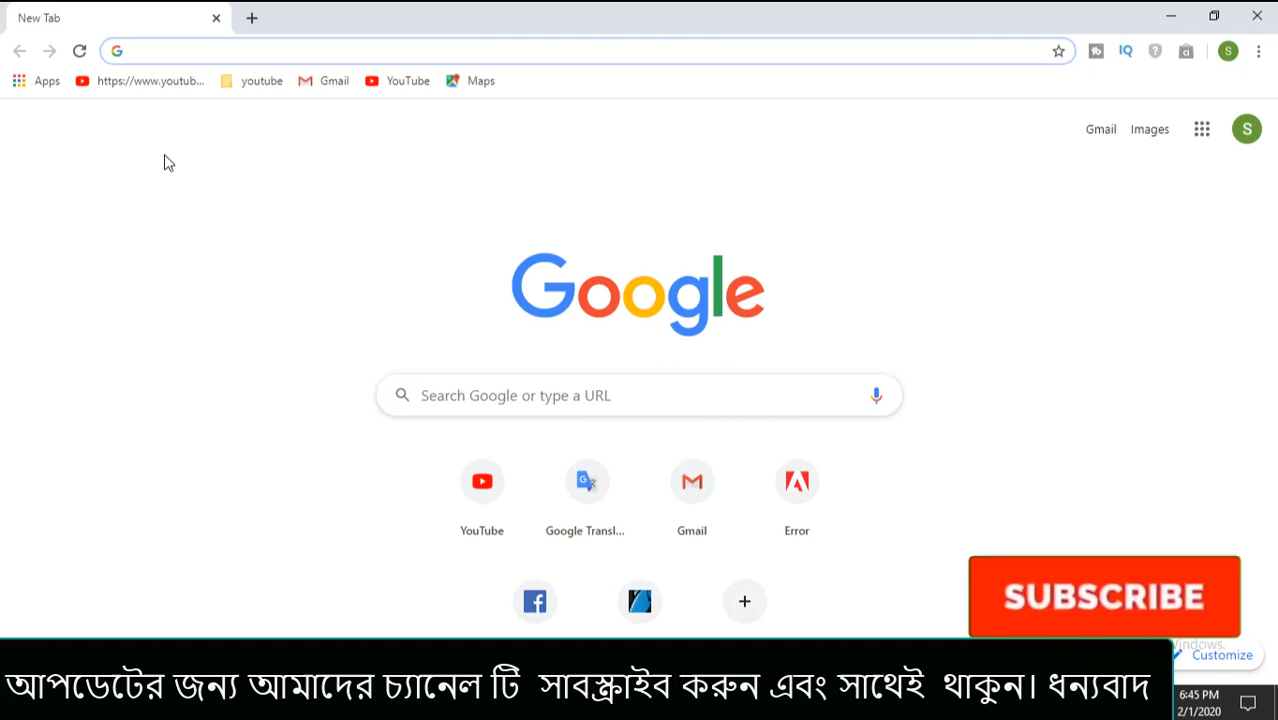 New Tab
https://www.youtub...
Apps
youtube
Gmail
YouTube
Maps
Gmail
Images
S
Google
Search Google or type a URL
YouTube
Google Transl...
Gmail
Error
SUBSCRIBE
Windows.
Customize
আপডেটের জন্য আমাদের চ্যানেল টি সাবস্ক্রাইব করুন এবং সাথেই থাকুন। ধন্যবাদ
6:45 PM
2/1/2020